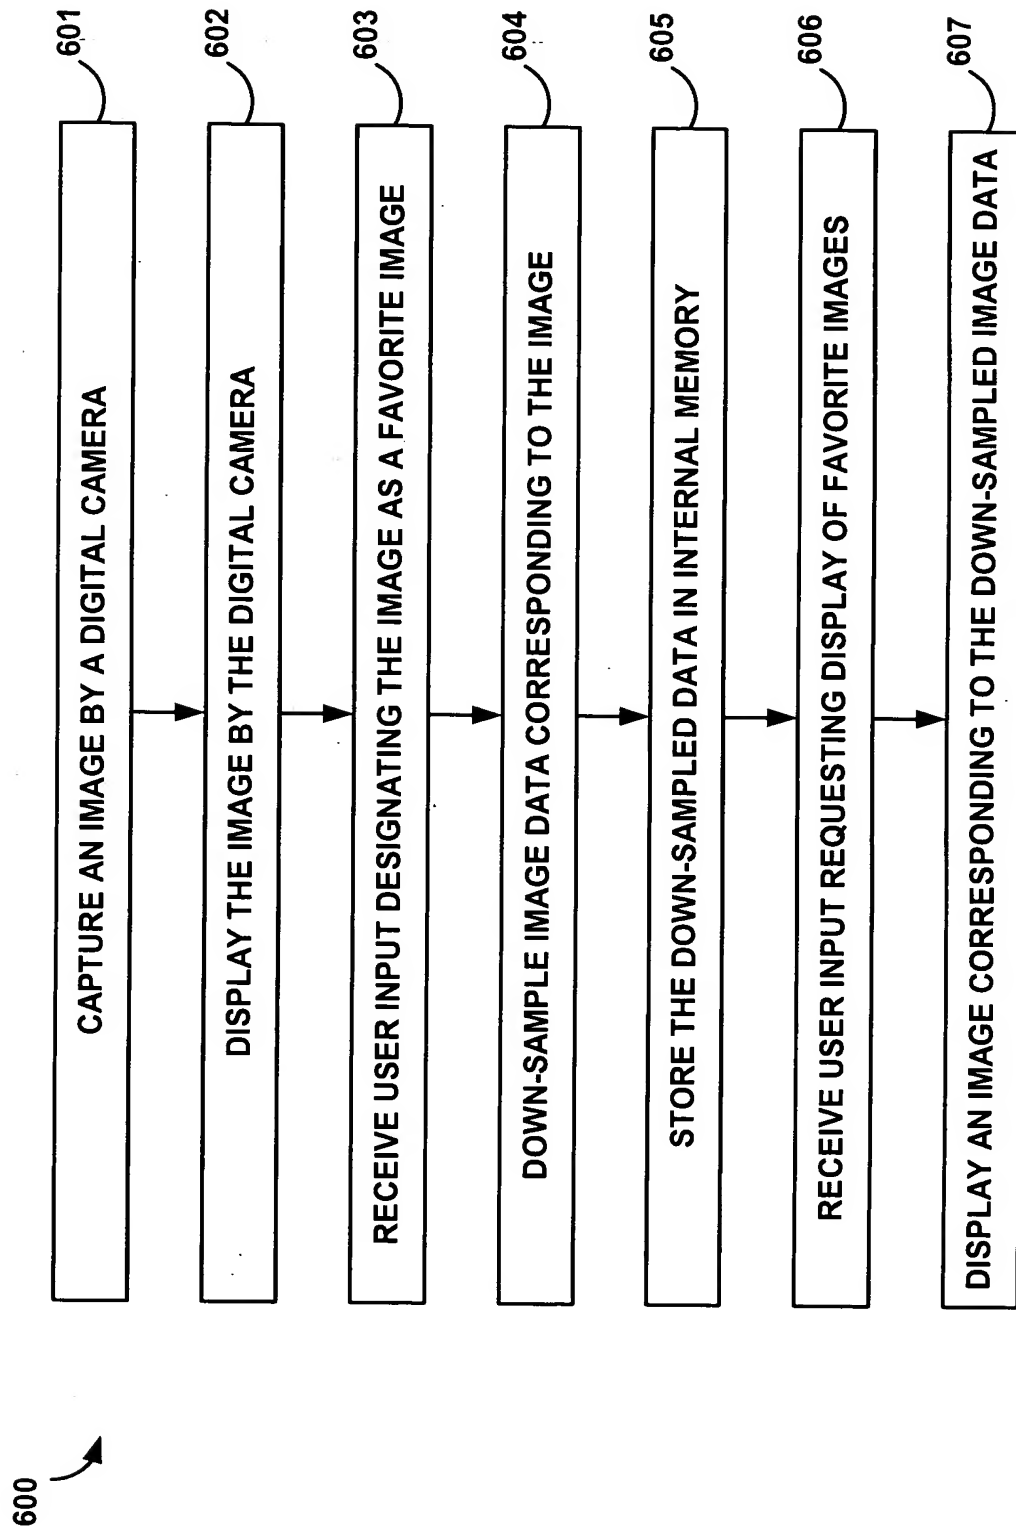 600
CAPTURE AN IMAGE BY A DIGITAL CAMERA
601
DISPLAY THE IMAGE BY THE DIGITAL CAMERA
602
RECEIVE USER INPUT DESIGNATING THE IMAGE AS A FAVORITE IMAGE
603
DOWN-SAMPLE IMAGE DATA CORRESPONDING TO THE IMAGE
604
STORE THE DOWN-SAMPLED DATA IN INTERNAL MEMORY
605
RECEIVE USER INPUT REQUESTING DISPLAY OF FAVORITE IMAGES
606
DISPLAY AN IMAGE CORRESPONDING TO THE DOWN-SAMPLED IMAGE DATA
607